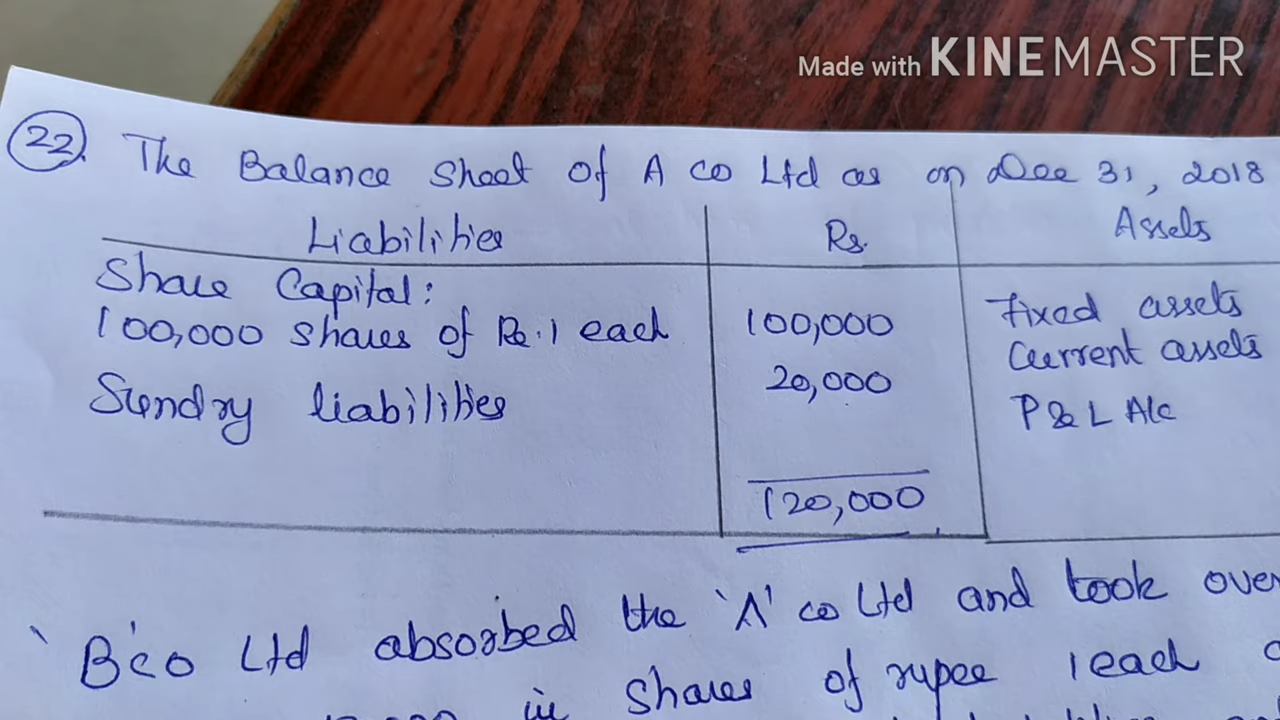 Made with KINEMASTER
22. The Balance Sheet Of A co Ltd as on Dec 31, 2018
Liabilities Rs. Assets
Share Capital:
100,000 shares of Re.1 each 100,000 Fixed assets
20,000 Current assets
Sundry liabilities P&L A/c
120,000
'B'co Ltd absorbed the 'A' co Ltd and took over
in shares of rupee 1 each